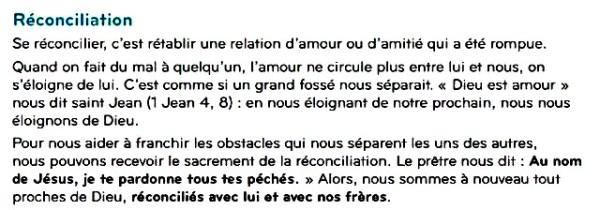 Réconciliation
Se réconcilier, c'est rétablir une relation d'amour ou d'amitié qui a été rompue.
Quand on fait du mal à quelqu'un, l'amour ne circule plus entre lui et nous, on
s'éloigne de lui. C'est comme si un grand fossé nous séparait. « Dieu est amour »
nous dit saint Jean (1 Jean 4, 8) : en nous éloignant de notre prochain, nous nous
éloignons de Dieu.
Pour nous aider à franchir les obstacles qui nous séparent les uns des autres,
nous pouvons recevoir le sacrement de la réconciliation. Le prêtre nous dit : Au nom
de Jésus, je te pardonne tous tes péchés. » Alors, nous sommes à nouveau tout
proches de Dieu, réconciliés avec lui et avec nos frères.